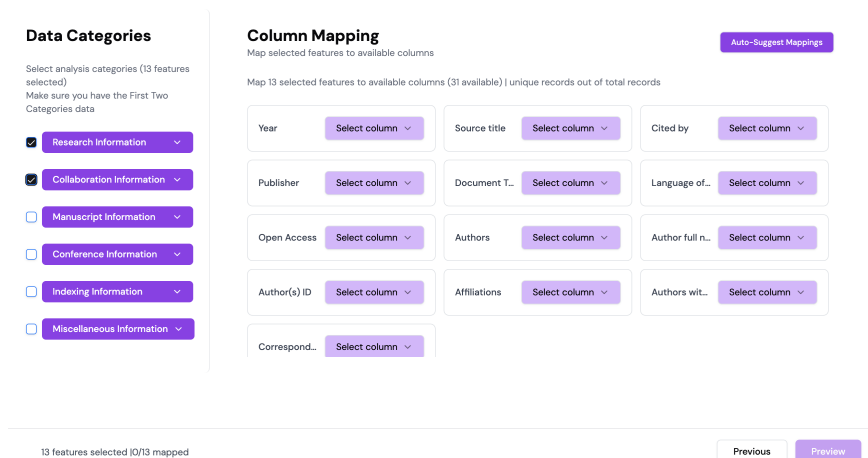 Data Categories
Select analysis categories (13 features
selected)
Make sure you have the First Two
Categories data
Research Information
Collaboration Information
Manuscript Information
Conference Information
Indexing Information
Miscellaneous Information
Column Mapping
Map selected features to available columns
Auto-Suggest Mappings
Map 13 selected features to available columns (31 available) | unique records out of total records
Year Select column
Source title Select column
Cited by Select column
Publisher Select column
Document T... Select column
Language of... Select column
Open Access Select column
Authors Select column
Author full n... Select column
Author(s) ID Select column
Affiliations Select column
Authors wit... Select column
Correspond... Select column
13 features selected |0/13 mapped
Previous
Preview